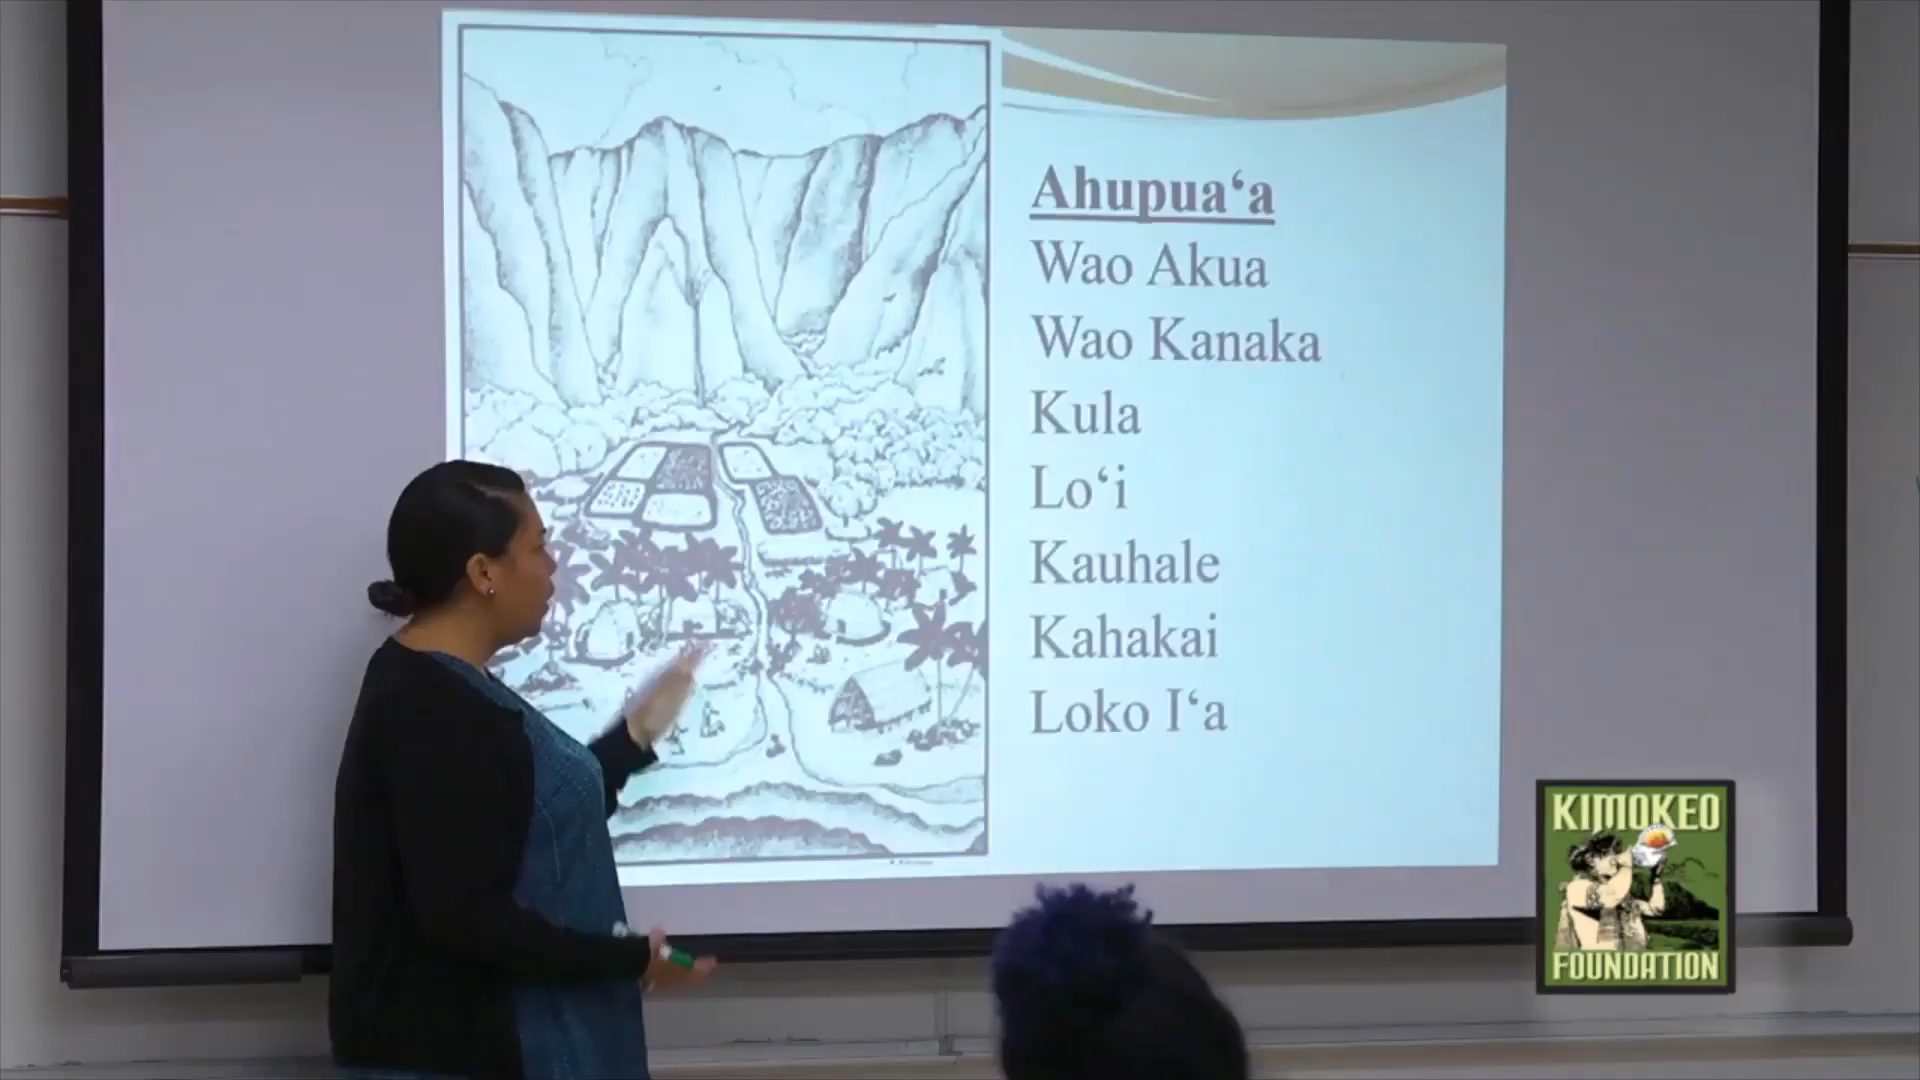 Ahupuaʻa
Wao Akua
Wao Kanaka
Kula
Loʻi
Kauhale
Kahakai
Loko Iʻa
KIMOKEO
FOUNDATION